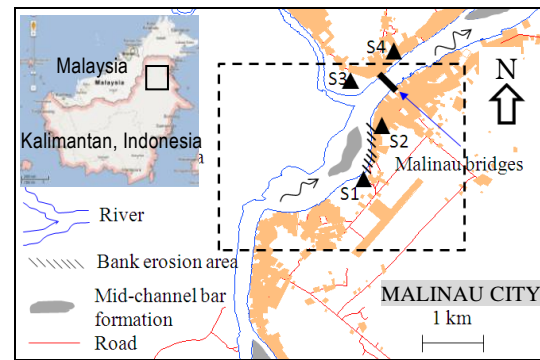 Malaysia
Malaysia
Kalimantan, Indonesia
a
River
Bank erosion area
Mid-channel bar
formation
Road
S4
S3
N
S2
Malinau bridges
S1
MALINAU CITY
1 km